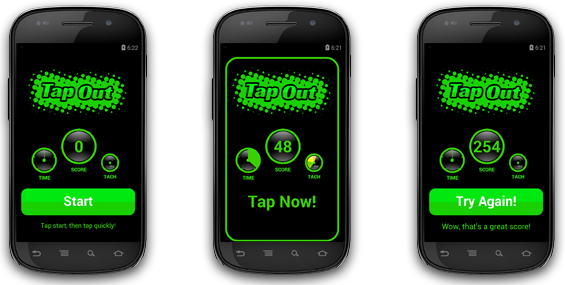 6:22
Tap Out
0
TIME
SCORE
TACH
Start
Tap start, then tap quickly!
6:21
Tap Out
48
TIME
SCORE
TACH
Tap Now!
6:21
Tap Out
254
TIME
SCORE
TACH
Try Again!
Wow, that's a great score!